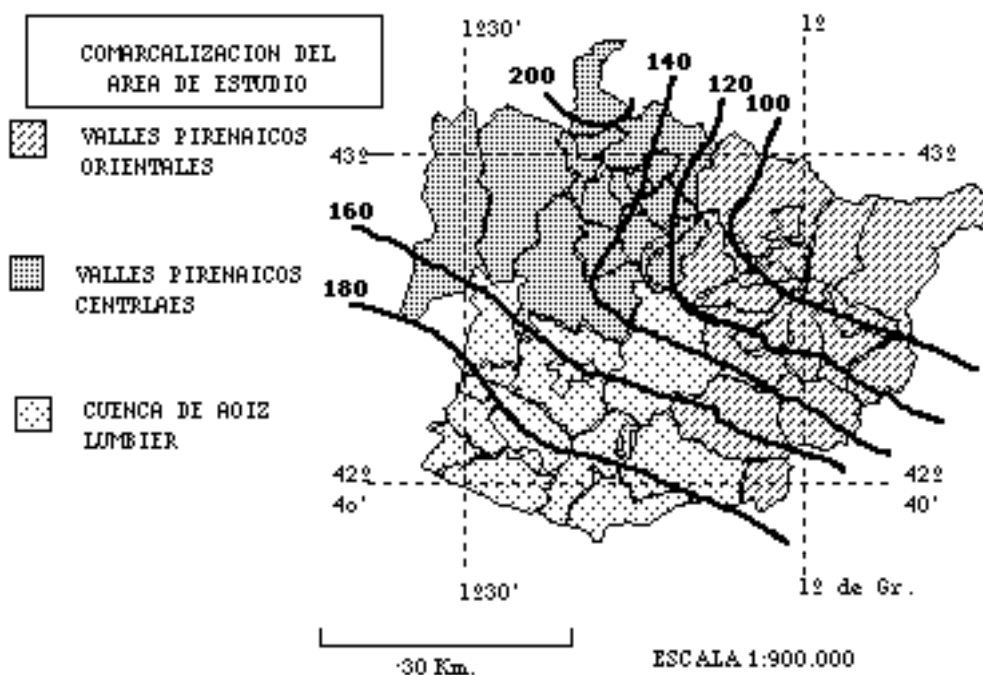 COMARCALIZACION DEL
AREA DE ESTUDIO
VALLES PIRENAICOS
ORIENTALES
VALLES PIRENAICOS
CENTRLAES
CUENCA DE AOIZ
LUMBIER
1º30'
1º
200
140
120
100
43º
43º
160
180
42º
4o'
42º
40'
1º30'
1º de Gr.
30 Km.
ESCALA 1:900.000